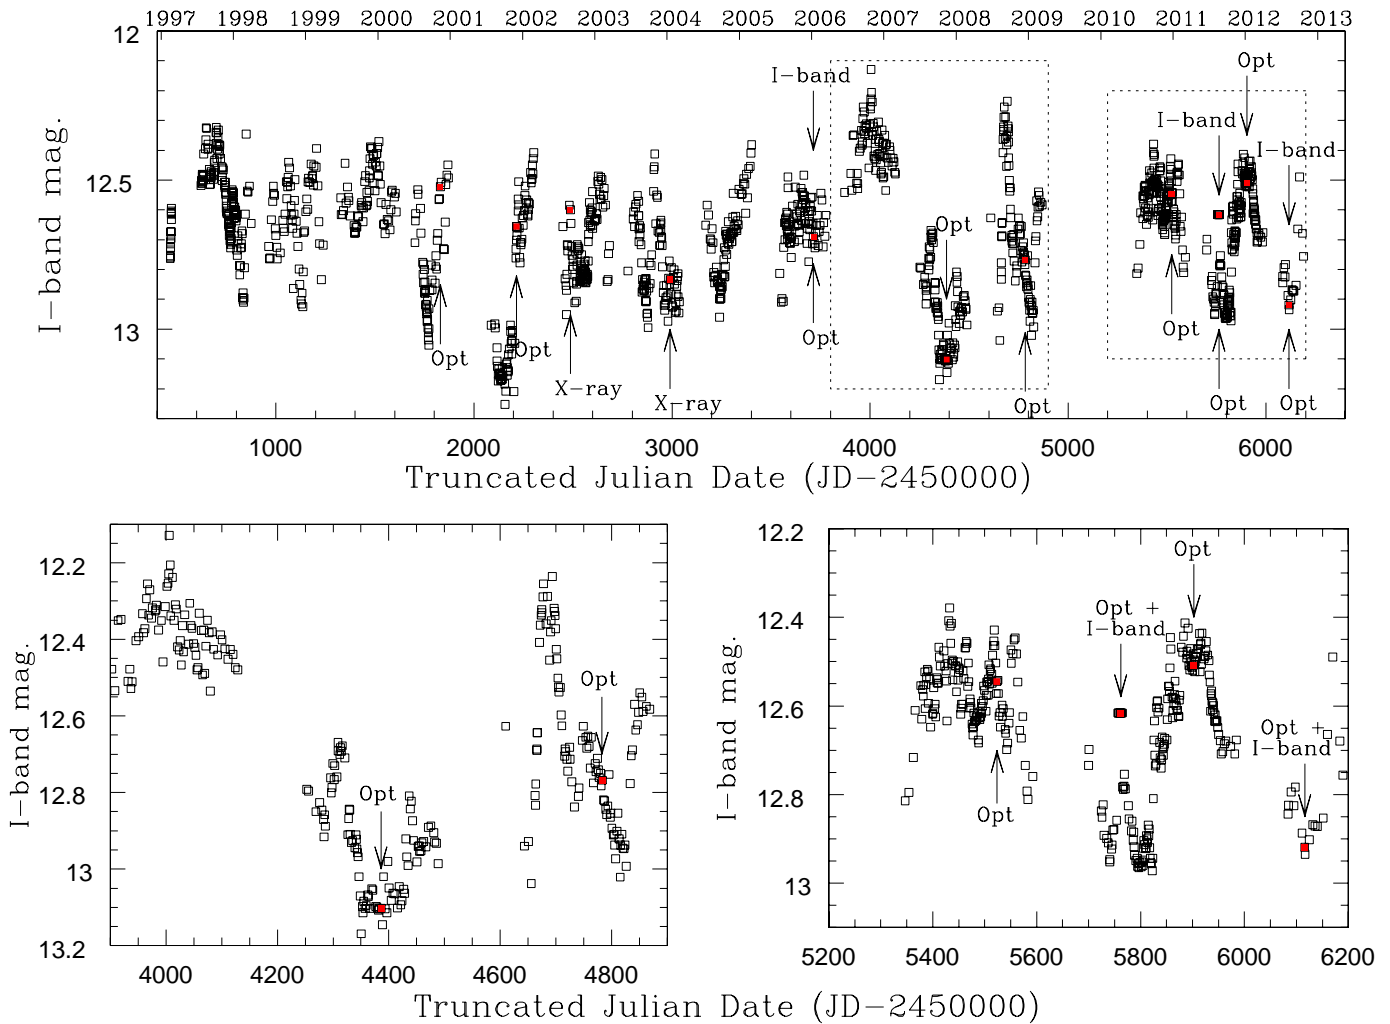 1997 1998 1999 2000 2001 2002 2003 2004 2005 2006 2007 2008 2009 2010 2011 2012 2013
12
12.5
13
I-band mag.
Opt
I-band
I-band
I-band
Opt
Opt
Opt
Opt
Opt
Opt
X-ray
X-ray
Opt
Opt
Opt
1000 2000 3000 4000 5000 6000
Truncated Julian Date (JD-2450000)
12.2
12.4
12.6
12.8
13
13.2
I-band mag.
Opt
Opt
4000 4200 4400 4600 4800
12.2
12.4
12.6
12.8
13
I-band mag.
Opt
Opt +
I-band
Opt +
I-band
Opt
5200 5400 5600 5800 6000 6200
Truncated Julian Date (JD-2450000)